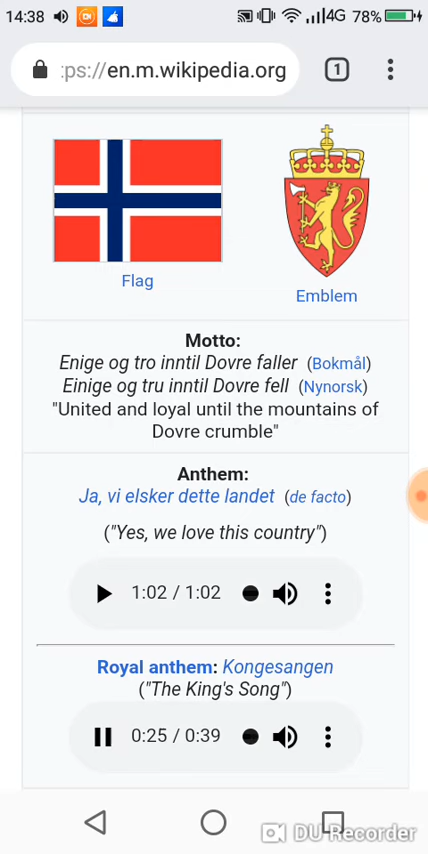 14:38
4G 78%
ps://en.m.wikipedia.org
1
Flag
Emblem
Motto:
Enige og tro inntil Dovre faller (Bokmål)
Einige og tru inntil Dovre fell (Nynorsk)
"United and loyal until the mountains of
Dovre crumble"
Anthem:
Ja, vi elsker dette landet (de facto)
("Yes, we love this country")
1:02 / 1:02
Royal anthem: Kongesangen
("The King's Song")
0:25 / 0:39
DU Recorder